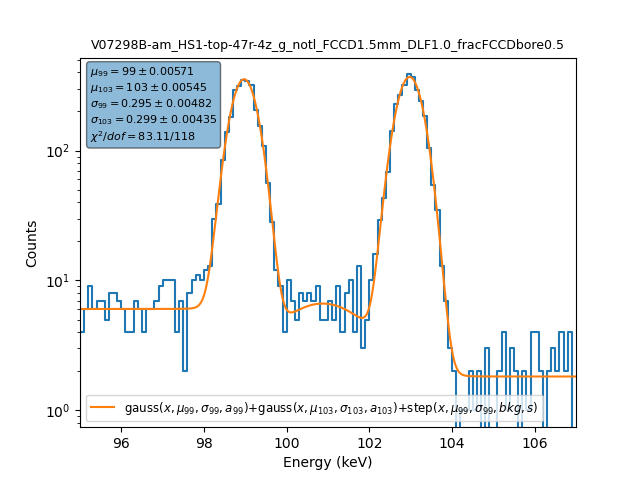 V07298B-am_HS1-top-47r-4z_g_notl_FCCD1.5mm_DLF1.0_fracFCCDbore0.5
μ₉₉ = 99 ± 0.00571
μ₁₀₃ = 103 ± 0.00545
σ₉₉ = 0.295 ± 0.00482
σ₁₀₃ = 0.299 ± 0.00435
χ²/dof = 83.11/118
10²
10¹
10⁰
Counts
gauss(x, μ₉₉, σ₉₉, a₉₉)+gauss(x, μ₁₀₃, σ₁₀₃, a₁₀₃)+step(x, μ₉₉, σ₉₉, bkg, s)
96 98 100 102 104 106
Energy (keV)